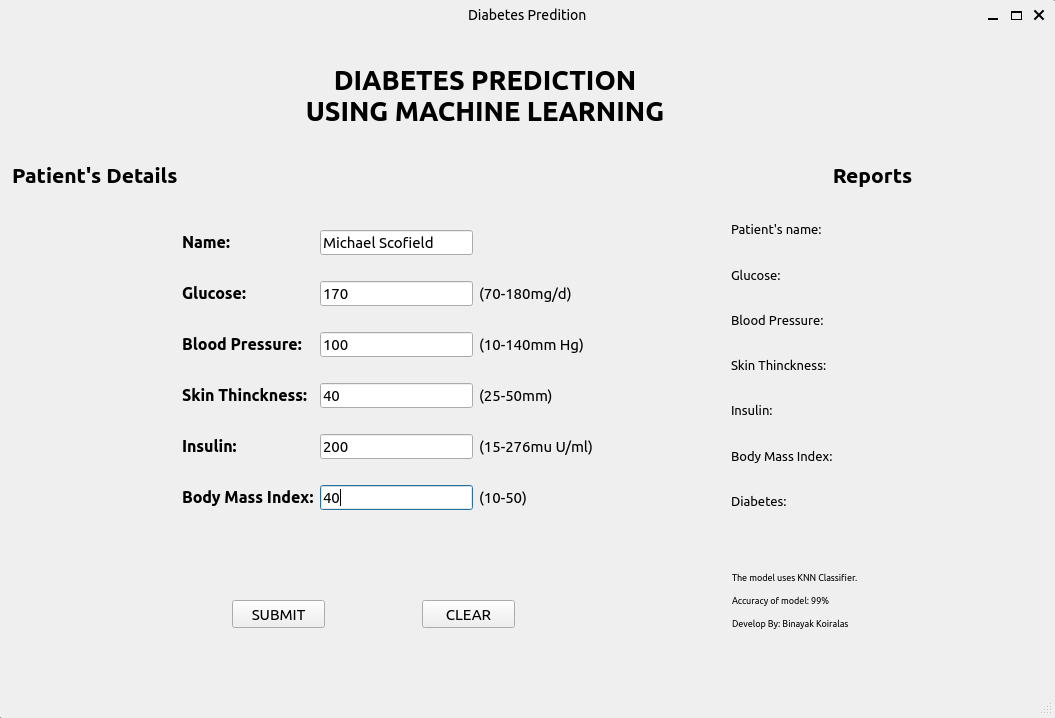 Diabetes Predition
DIABETES PREDICTION
USING MACHINE LEARNING
Patient's Details
Name: Michael Scofield
Glucose: 170 (70-180mg/d)
Blood Pressure: 100 (10-140mm Hg)
Skin Thinckness: 40 (25-50mm)
Insulin: 200 (15-276mu U/ml)
Body Mass Index: 40 (10-50)
SUBMIT CLEAR
Reports
Patient's name:
Glucose:
Blood Pressure:
Skin Thinckness:
Insulin:
Body Mass Index:
Diabetes:
The model uses KNN Classifier.
Accuracy of model: 99%
Develop By: Binayak Koiralas